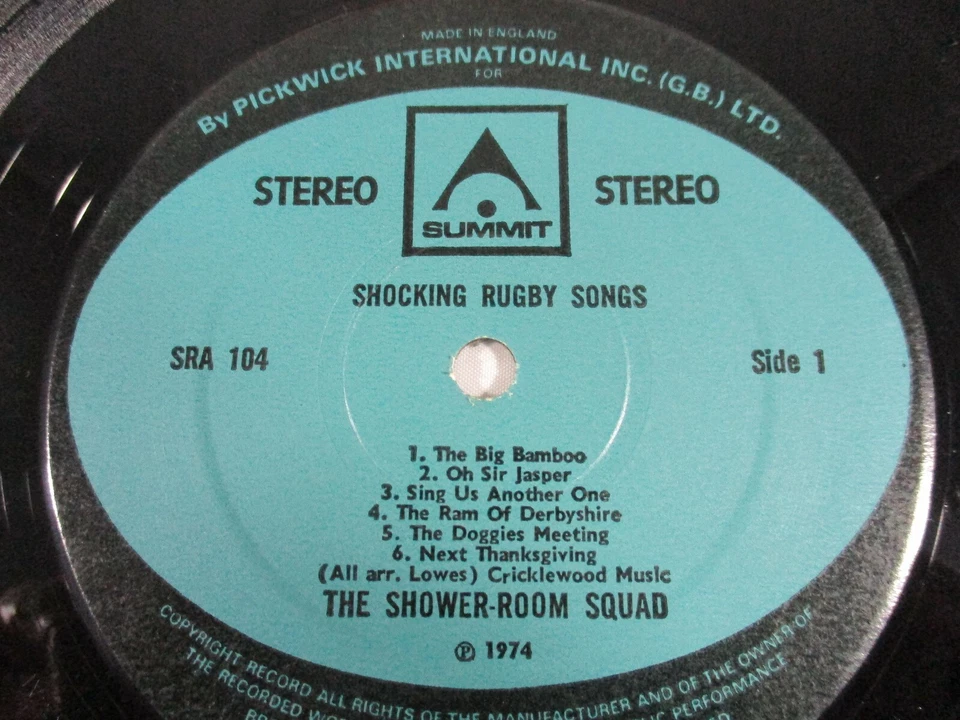 MADE IN ENGLAND
By PICKWICK INTERNATIONAL INC. (G.B.) LTD.
FOR
STEREO
SUMMIT
STEREO
SHOCKING RUGBY SONGS
SRA 104
Side 1
1. The Big Bamboo
2. Oh Sir Jasper
3. Sing Us Another One
4. The Ram Of Derbyshire
5. The Doggies Meeting
6. Next Thanksgiving
(All arr. Lowes) Cricklewood Music
THE SHOWER-ROOM SQUAD
℗ 1974
COPYRIGHT RECORD ALL RIGHTS OF THE MANUFACTURER AND OF THE OWNER OF
THE RECORDED PERFORMANCE